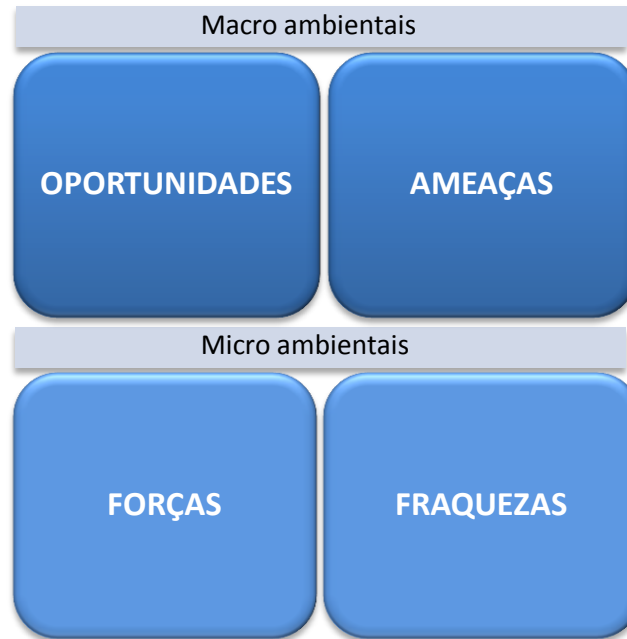 Macro ambientais
OPORTUNIDADES
AMEAÇAS
Micro ambientais
FORÇAS
FRAQUEZAS